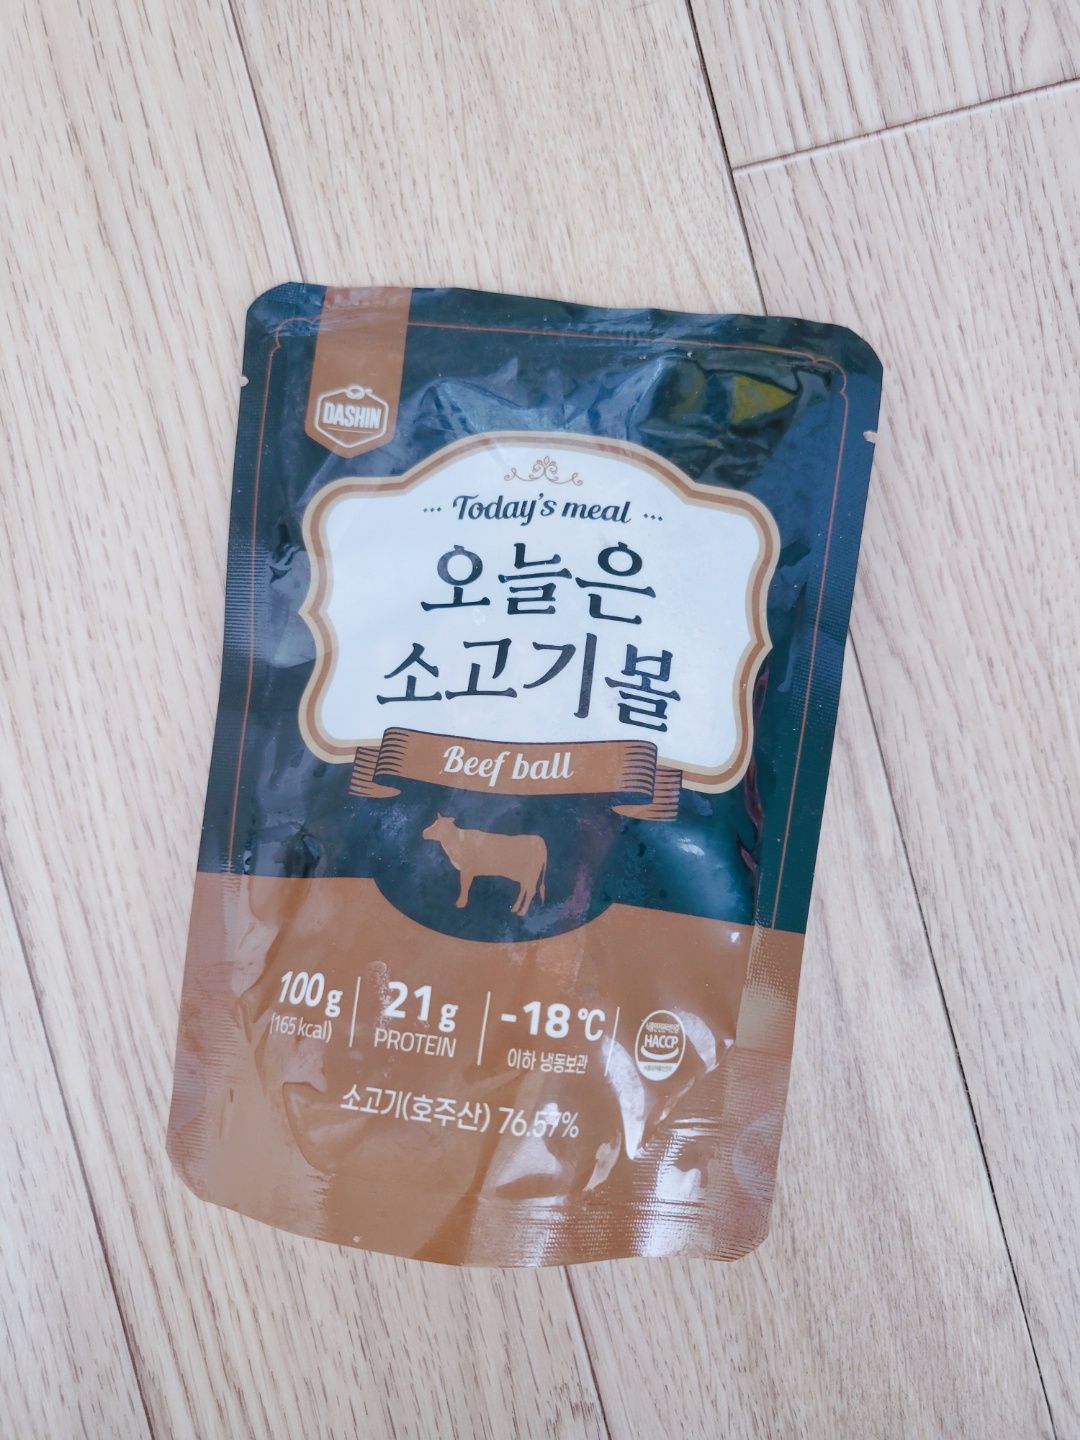 DASHIN
... Today's meal ...
오늘은
소고기볼
Beef ball
100g
(165 kcal)
21g
PROTEIN
-18℃
이하 냉동보관
HACCP
소고기(호주산) 76.57%